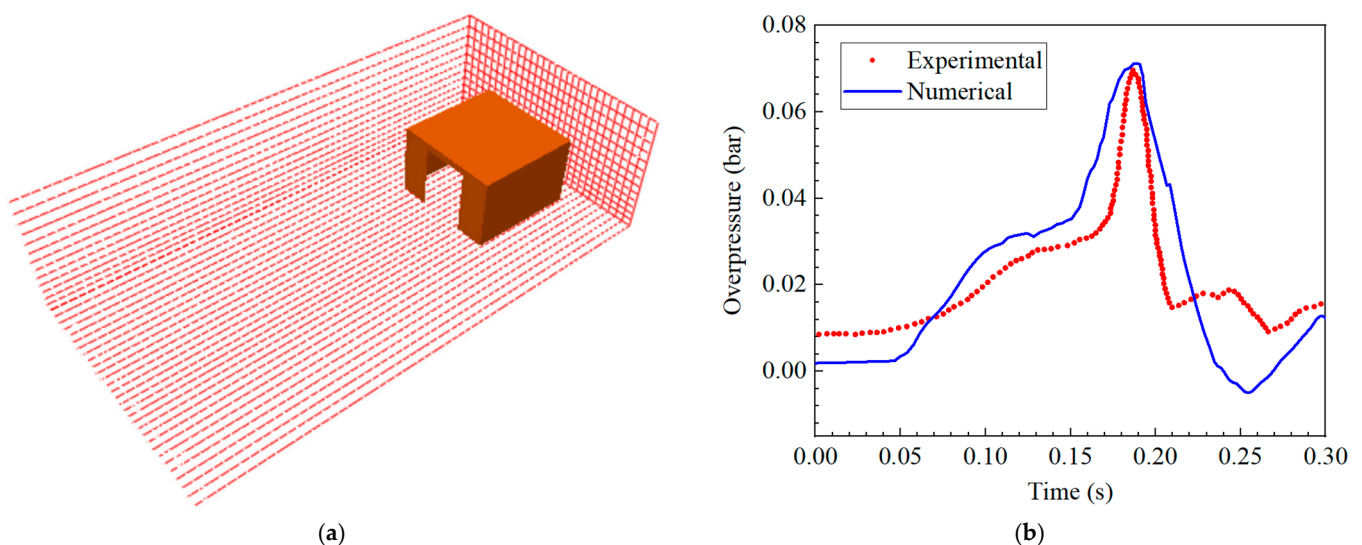 0.08
0.06
0.04
0.02
0.00
Overpressure (bar)
Experimental
Numerical
0.00 0.05 0.10 0.15 0.20 0.25 0.30
Time (s)
(a)
(b)